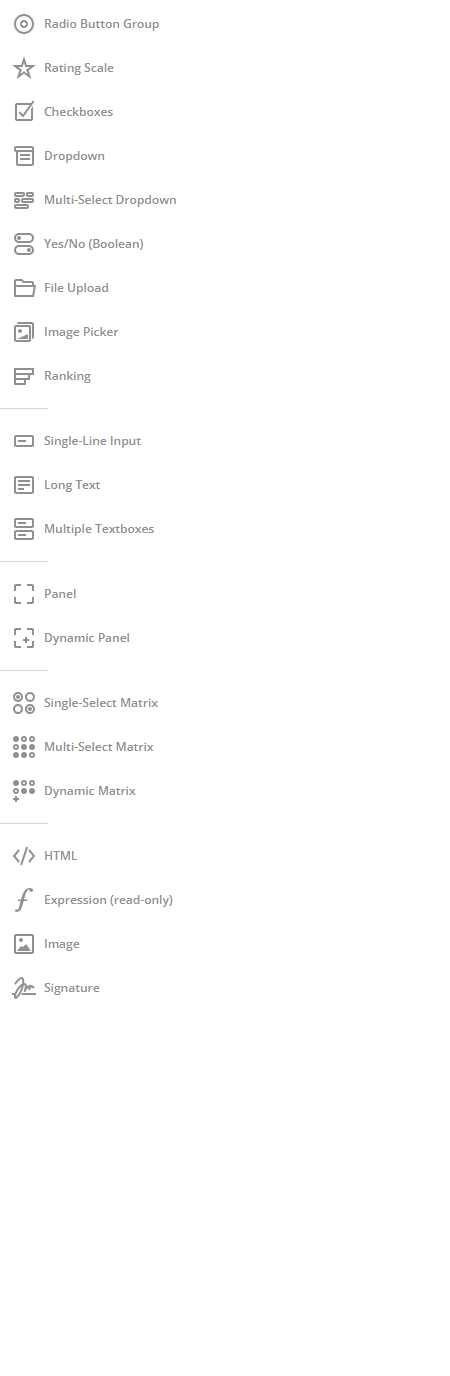 Radio Button Group
Rating Scale
Checkboxes
Dropdown
Multi-Select Dropdown
Yes/No (Boolean)
File Upload
Image Picker
Ranking
Single-Line Input
Long Text
Multiple Textboxes
Panel
Dynamic Panel
Single-Select Matrix
Multi-Select Matrix
Dynamic Matrix
HTML
Expression (read-only)
Image
Signature